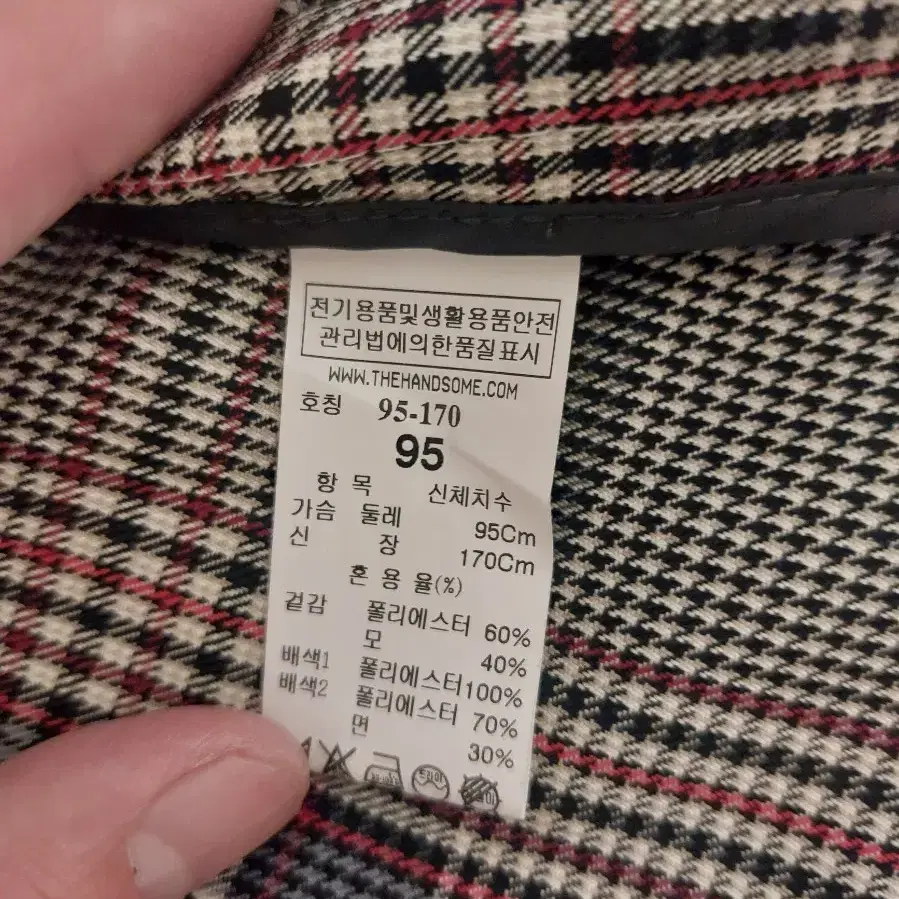 전기용품및생활용품안전
관리법에의한품질표시
WWW.THEHANDSOME.COM
호칭 95-170
95
항 목 신체치수
가슴 둘레 95Cm
신 장 170Cm
혼 용 율(%)
겉감 폴리에스터 60%
모 40%
배색1 폴리에스터100%
배색2 폴리에스터 70%
면 30%
드라이